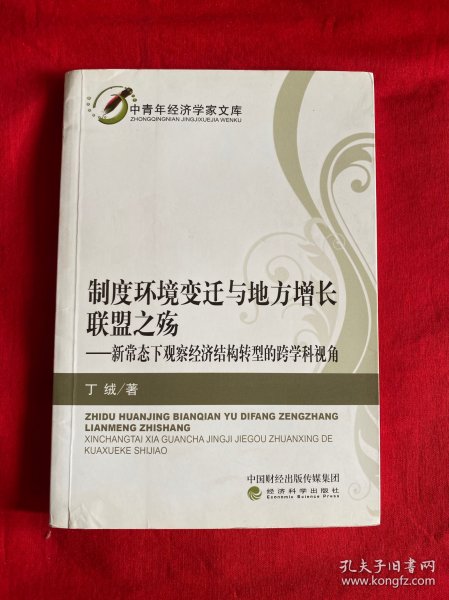 中青年经济学家文库
ZHONGQINGNIAN JINGJIXUEJIA WENKU
制度环境变迁与地方增长
联盟之殇
——新常态下观察经济结构转型的跨学科视角
丁 绒/著
ZHIDU HUANJING BIANQIAN YU DIFANG ZENGZHANG
LIANMENG ZHISHANG
XINCHANGTAI XIA GUANCHA JINGJI JIEGOU ZHUANXING DE
KUAXUEKE SHIJIAO
中国财经出版传媒集团
经济科学出版社
Economic Science Press
孔夫子旧书网
www.kongfz.com